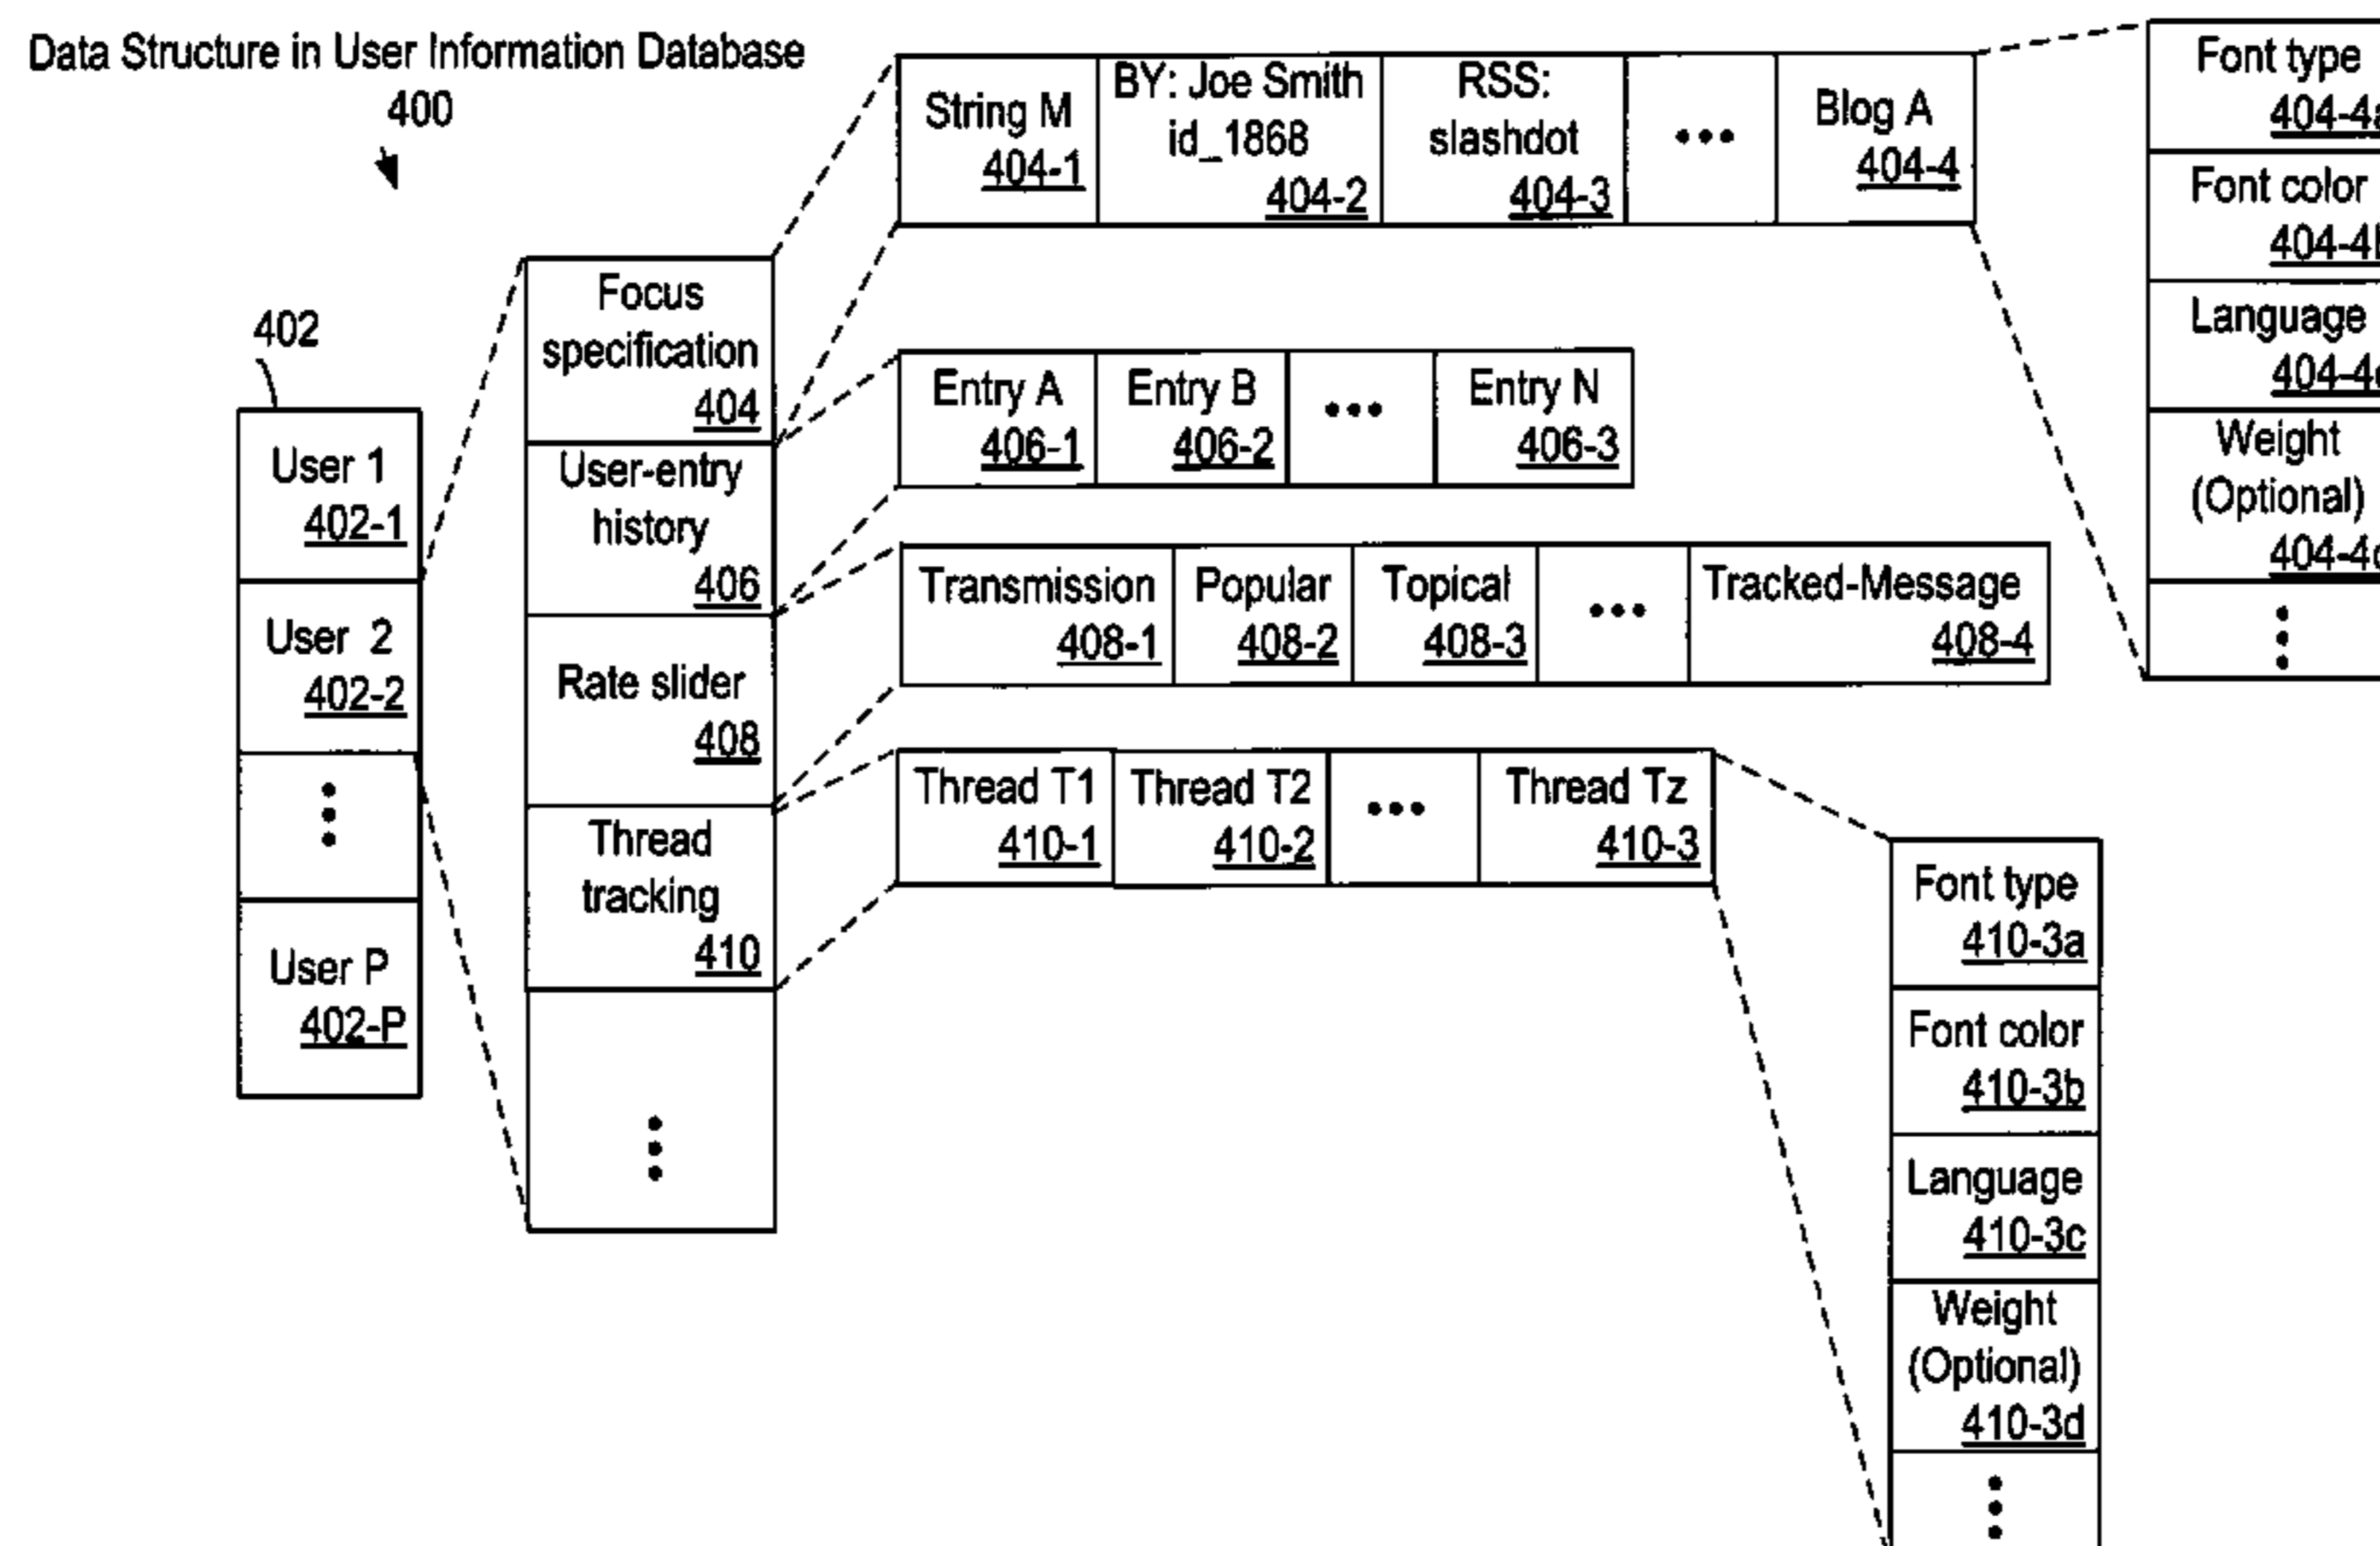 Data Structure in User Information Database
400
402
User 1
402-1
User 2
402-2
User P
402-P
Focus
specification
404
User-entry
history
406
Rate slider
408
Thread
tracking
410
String M
404-1
BY: Joe Smith
id_1868
404-2
RSS:
slashdot
404-3
•••
Blog A
404-4
Entry A
406-1
Entry B
406-2
•••
Entry N
406-3
Transmission
408-1
Popular
408-2
Topical
408-3
•••
Tracked-Message
408-4
Thread T1
410-1
Thread T2
410-2
•••
Thread Tz
410-3
Font type
Font color
Language
Weight
(Optional)
Font type
410-3a
Font color
410-3b
Language
410-3c
Weight
(Optional)
410-3d